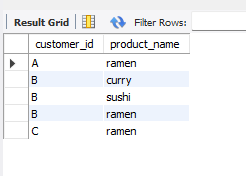 Result Grid Filter Rows:
customer_id product_name
A ramen
B curry
B sushi
B ramen
C ramen